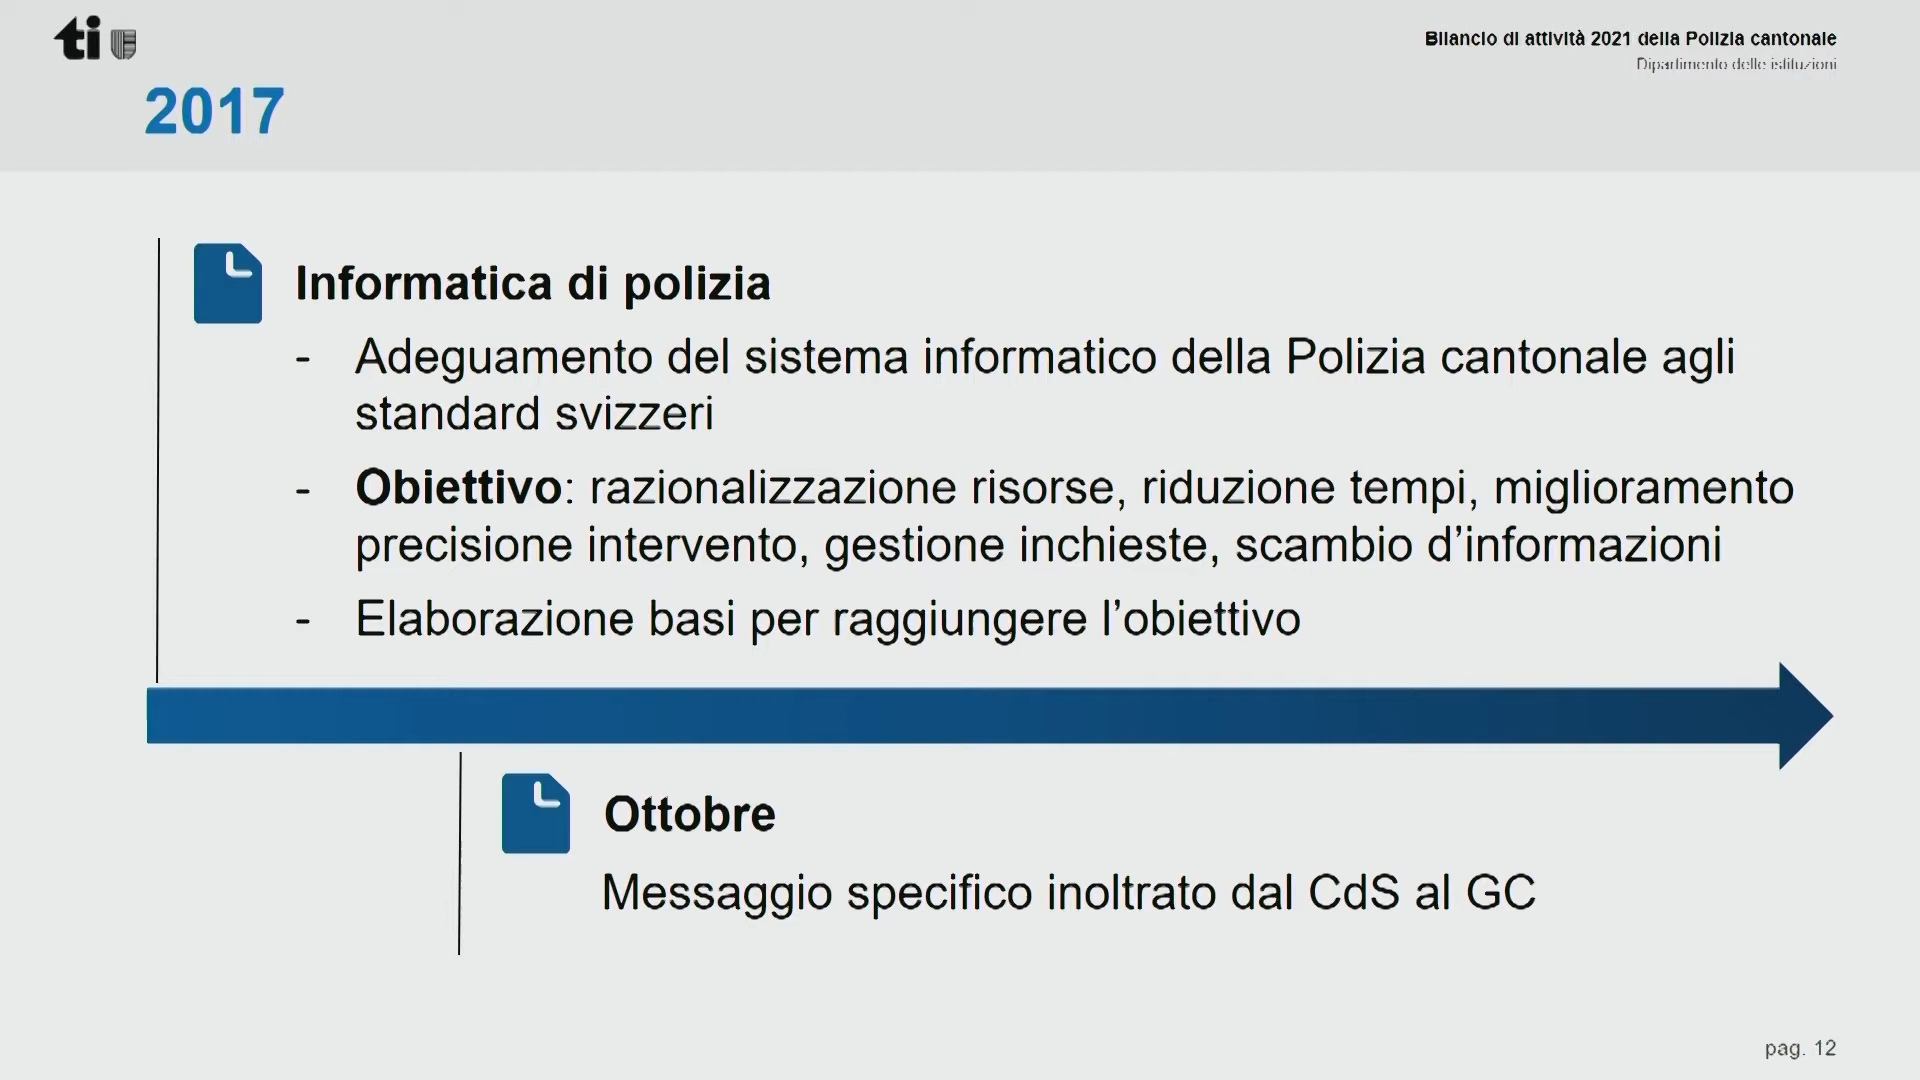 ti
Bilancio di attività 2021 della Polizia cantonale
Dipartimento delle istituzioni
2017
Informatica di polizia
- Adeguamento del sistema informatico della Polizia cantonale agli
standard svizzeri
- Obiettivo: razionalizzazione risorse, riduzione tempi, miglioramento
precisione intervento, gestione inchieste, scambio d’informazioni
- Elaborazione basi per raggiungere l’obiettivo
Ottobre
Messaggio specifico inoltrato dal CdS al GC
pag. 12